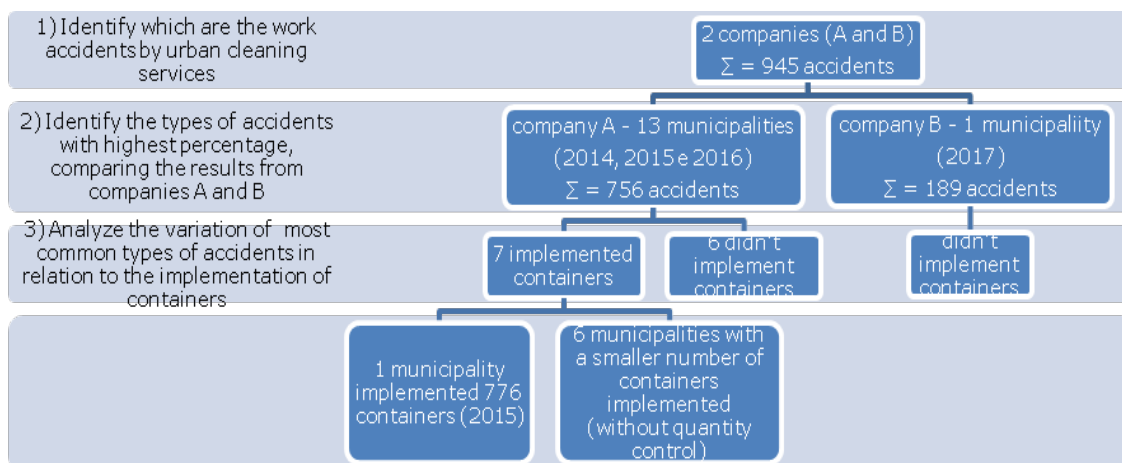 1) Identify which are the work
accidents by urban cleaning
services
2 companies (A and B)
Σ = 945 accidents
2) Identify the types of accidents
with highest percentage,
comparing the results from
companies A and B
company A - 13 municipalities
(2014, 2015 e 2016)
Σ = 756 accidents
company B - 1 municipaliity
(2017)
Σ = 189 accidents
3) Analyze the variation of most
common types of accidents in
relation to the implementation of
containers
7 implemented
containers
6 didn't
implement
containers
didn't
implement
containers
1 municipality
implemented 776
containers (2015)
6 municipalities with
a smaller number of
containers
implemented
(without quantity
control)